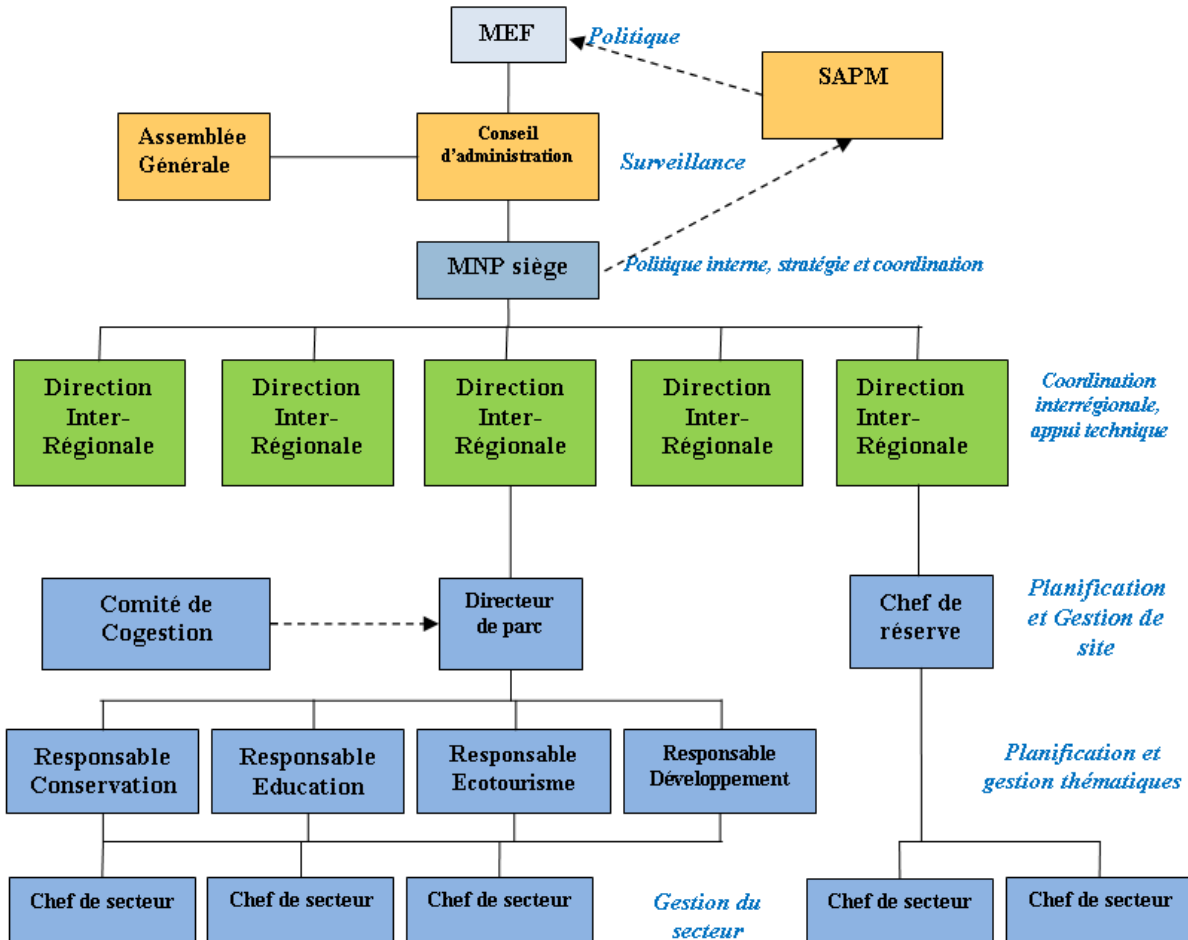 MEF
Politique
SAPM
Assemblée
Générale
Conseil
d'administration
Surveillance
MNP siège
Politique interne, stratégie et coordination
Direction
Inter-
Régionale
Direction
Inter-
Régionale
Direction
Inter-
Régionale
Direction
Inter-
Régionale
Direction
Inter-
Régionale
Coordination
interrégionale,
appui technique
Comité de
Cogestion
Directeur
de parc
Chef de
réserve
Planification
et Gestion de
site
Responsable
Conservation
Responsable
Education
Responsable
Ecotourisme
Responsable
Développement
Planification et
gestion thématiques
Chef de secteur
Chef de secteur
Chef de secteur
Gestion du
secteur
Chef de secteur
Chef de secteur